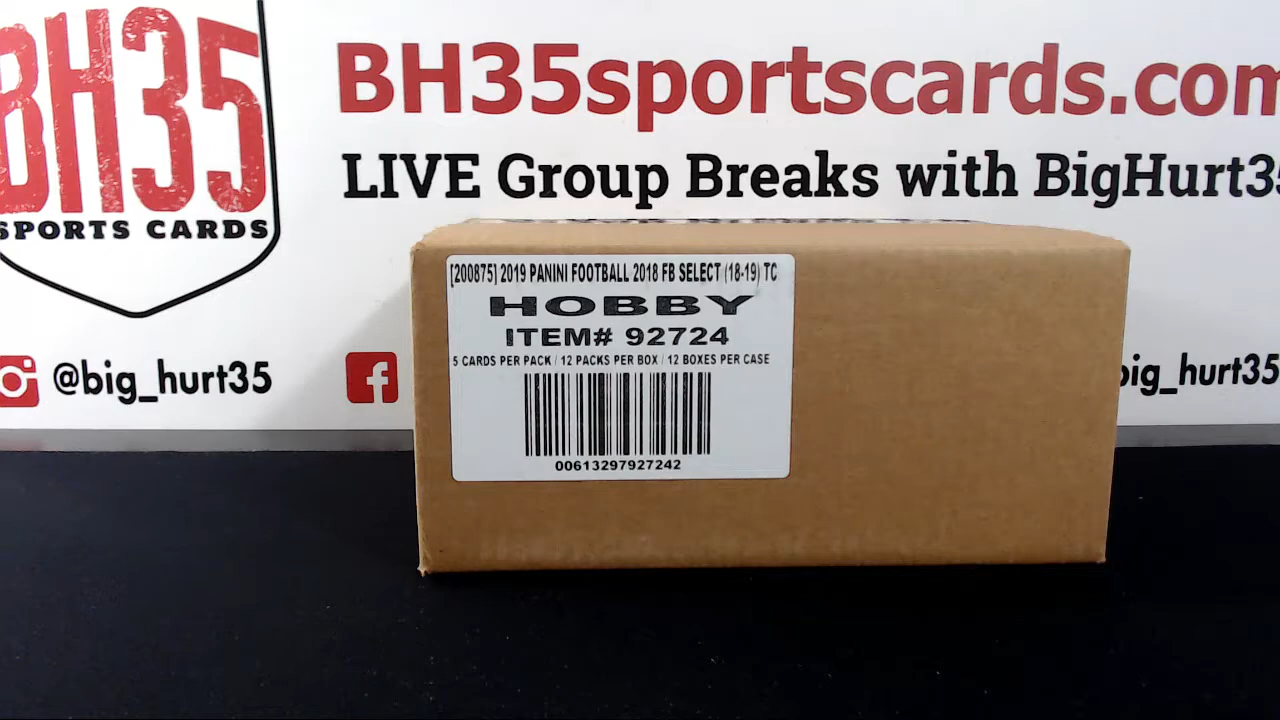 BH35
SPORTS CARDS
BH35sportscards.com
LIVE Group Breaks with BigHurt35
@big_hurt35
big_hurt35
[200875] 2019 PANINI FOOTBALL 2018 FB SELECT (18-19) TC
HOBBY
ITEM# 92724
5 CARDS PER PACK / 12 PACKS PER BOX / 12 BOXES PER CASE
00613297927242